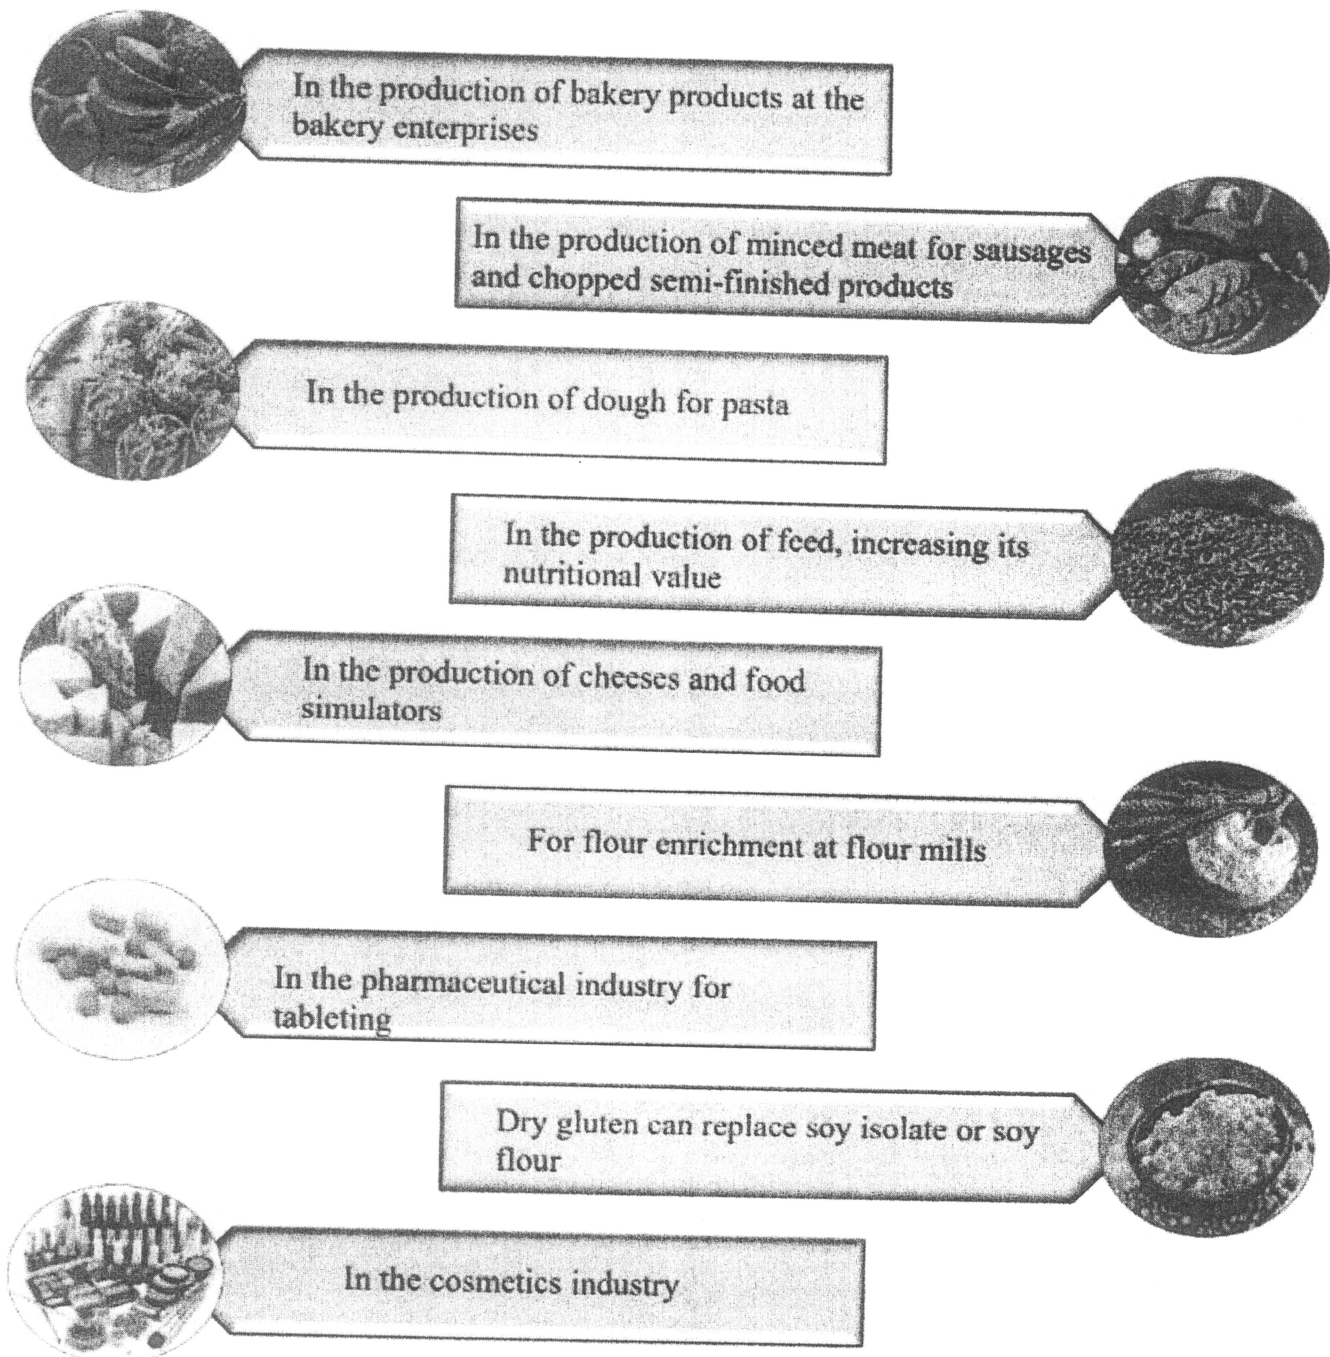 In the production of bakery products at the
bakery enterprises
In the production of minced meat for sausages
and chopped semi-finished products
In the production of dough for pasta
In the production of feed, increasing its
nutritional value
In the production of cheeses and food
simulators
For flour enrichment at flour mills
In the pharmaceutical industry for
tableting
Dry gluten can replace soy isolate or soy
flour
In the cosmetics industry